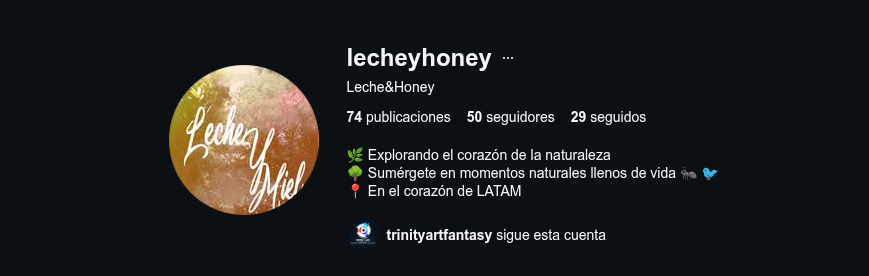 Leche
Y
Miel
lecheyhoney ...
Leche&Honey
74 publicaciones 50 seguidores 29 seguidos
🌿 Explorando el corazón de la naturaleza
🌳 Sumérgete en momentos naturales llenos de vida 🐜 🐦
📍 En el corazón de LATAM
trinityartfantasy sigue esta cuenta